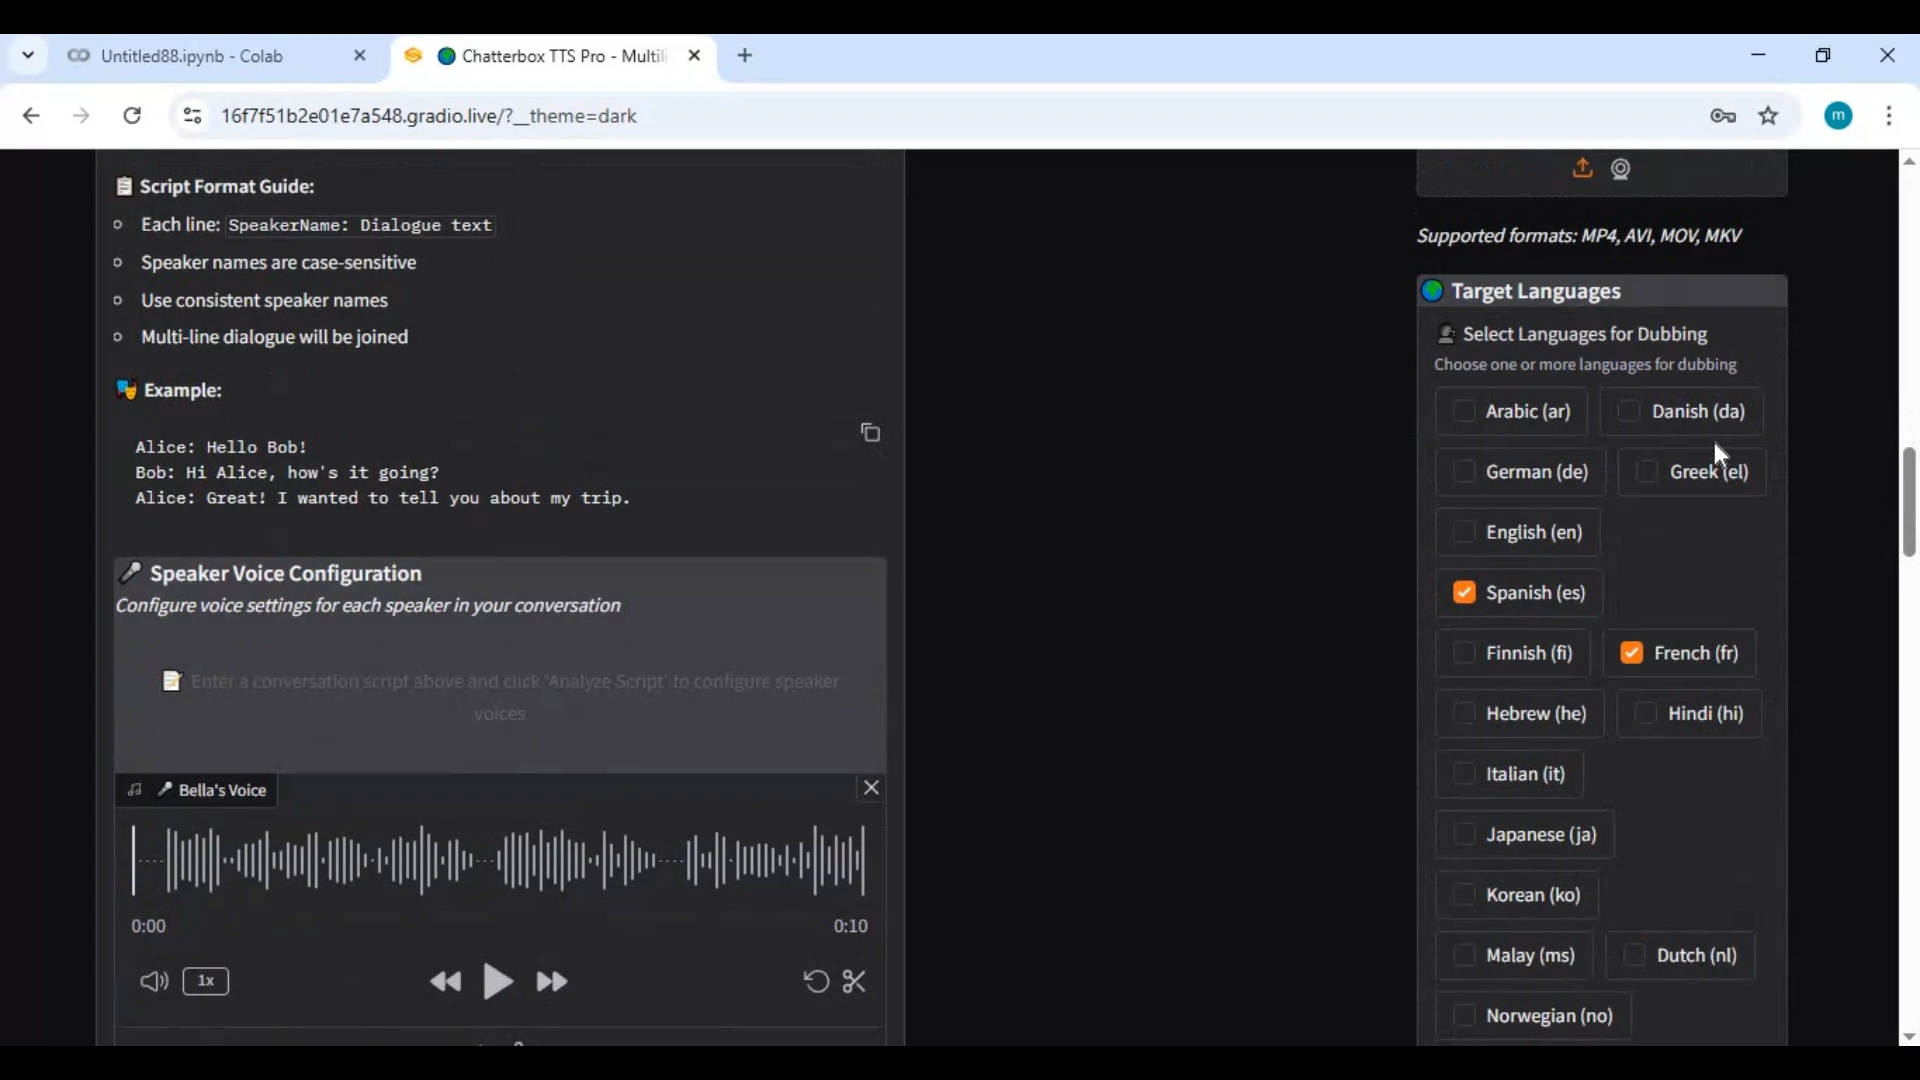 Untitled88.ipynb - Colab
Chatterbox TTS Pro - Multili
16f7f51b2e01e7a548.gradio.live/?__theme=dark
m
Script Format Guide:
Each line: SpeakerName: Dialogue text
Speaker names are case-sensitive
Use consistent speaker names
Multi-line dialogue will be joined
Example:
Alice: Hello Bob!
Bob: Hi Alice, how's it going?
Alice: Great! I wanted to tell you about my trip.
Speaker Voice Configuration
Configure voice settings for each speaker in your conversation
Enter a conversation script above and click 'Analyze Script' to configure speaker
voices
Bella's Voice
0:00
0:10
1x
Supported formats: MP4, AVI, MOV, MKV
Target Languages
Select Languages for Dubbing
Choose one or more languages for dubbing
Arabic (ar)
Danish (da)
German (de)
Greek (el)
English (en)
Spanish (es)
Finnish (fi)
French (fr)
Hebrew (he)
Hindi (hi)
Italian (it)
Japanese (ja)
Korean (ko)
Malay (ms)
Dutch (nl)
Norwegian (no)